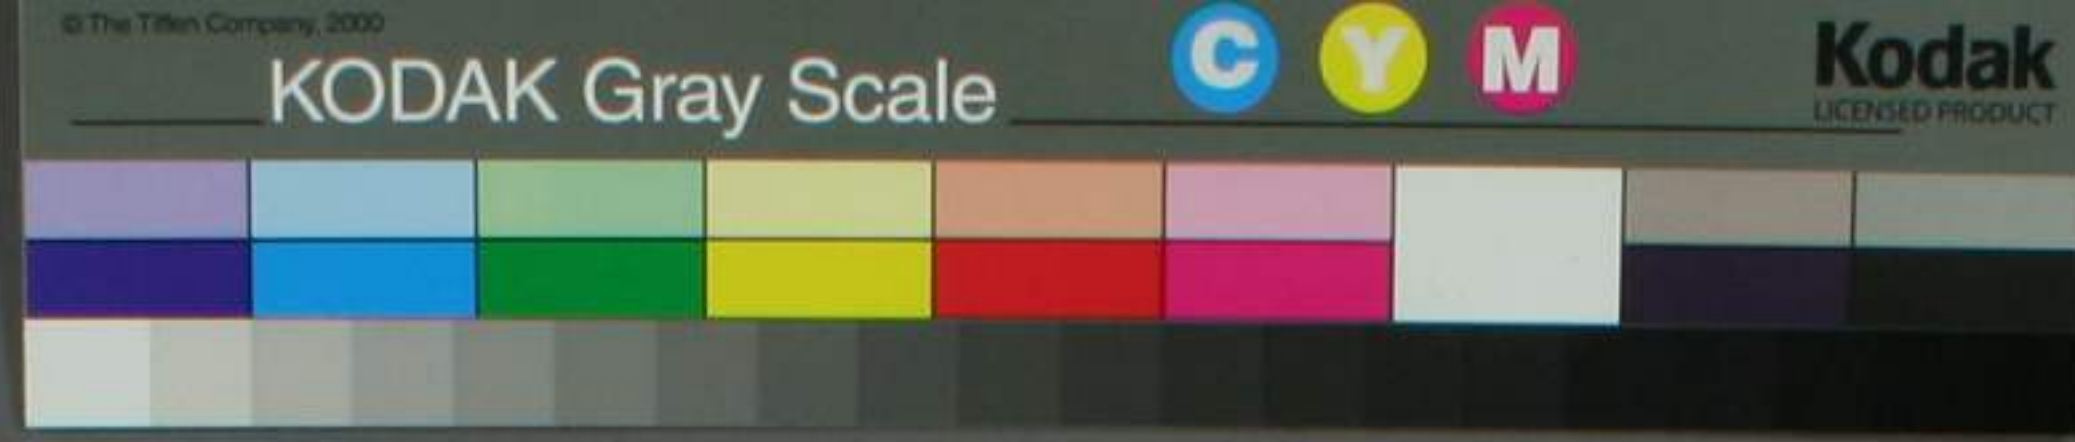 © The Tiffen Company, 2000
KODAK Gray Scale
C Y M
Kodak
LICENSED PRODUCT